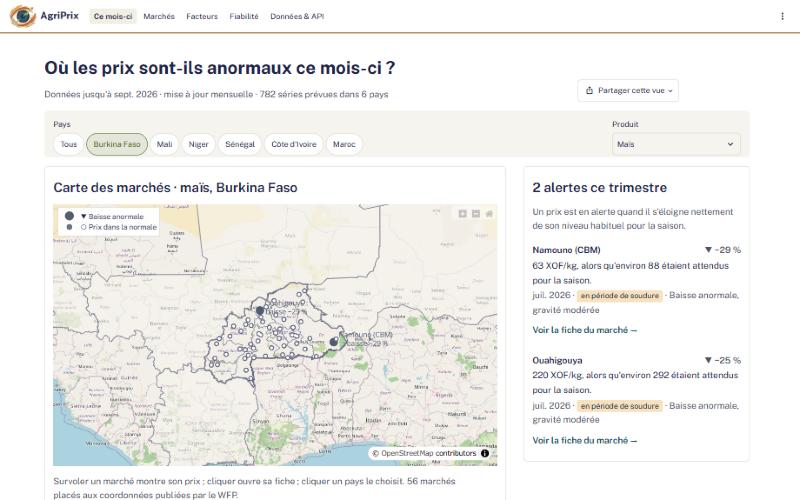 AgriPrix
Ce mois-ci
Marchés
Facteurs
Fiabilité
Données & API
Où les prix sont-ils anormaux ce mois-ci ?
Données jusqu'à sept. 2026 · mise à jour mensuelle · 782 séries prévues dans 6 pays
Partager cette vue
Pays
Produit
Tous
Burkina Faso
Mali
Niger
Sénégal
Côte d'Ivoire
Maroc
Maïs
Carte des marchés · maïs, Burkina Faso
▼ Baisse anormale
○ Prix dans la normale
© OpenStreetMap contributors
Survoler un marché montre son prix ; cliquer ouvre sa fiche ; cliquer un pays le choisit. 56 marchés
placés aux coordonnées publiées par le WFP.
2 alertes ce trimestre
Un prix est en alerte quand il s'éloigne nettement
de son niveau habituel pour la saison.
Namouno (CBM) ▼ −29 %
63 XOF/kg, alors qu'environ 88 étaient attendus
pour la saison.
juil. 2026 · en période de soudure · Baisse anormale,
gravité modérée
Voir la fiche du marché →
Ouahigouya ▼ −25 %
220 XOF/kg, alors qu'environ 292 étaient attendus
pour la saison.
juil. 2026 · en période de soudure · Baisse anormale,
gravité modérée
Voir la fiche du marché →